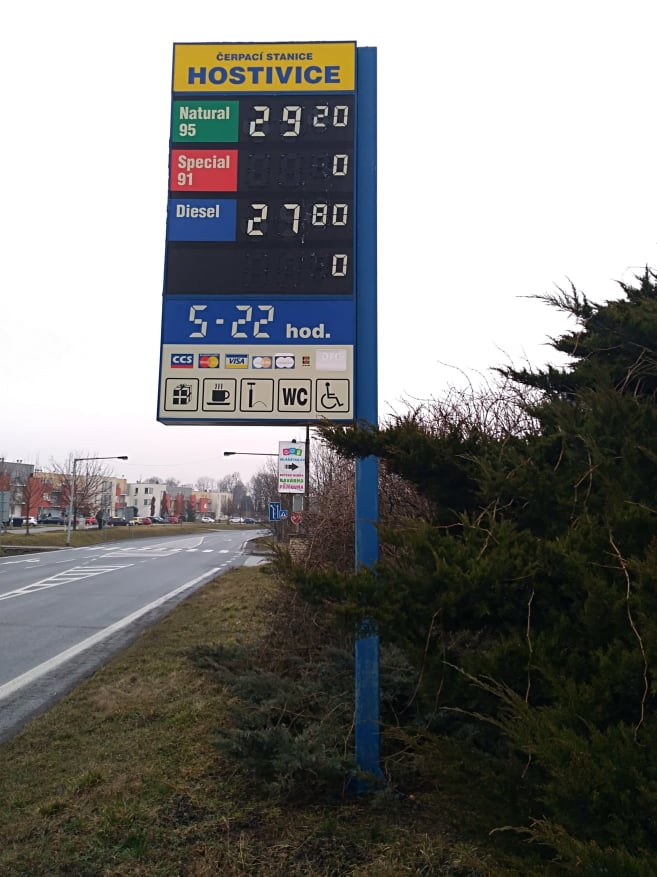 ČERPACÍ STANICE
HOSTIVICE
Natural
95
29 20
Special
91
0
Diesel
27 80
0
5-22 hod.
CCS VISA
WC